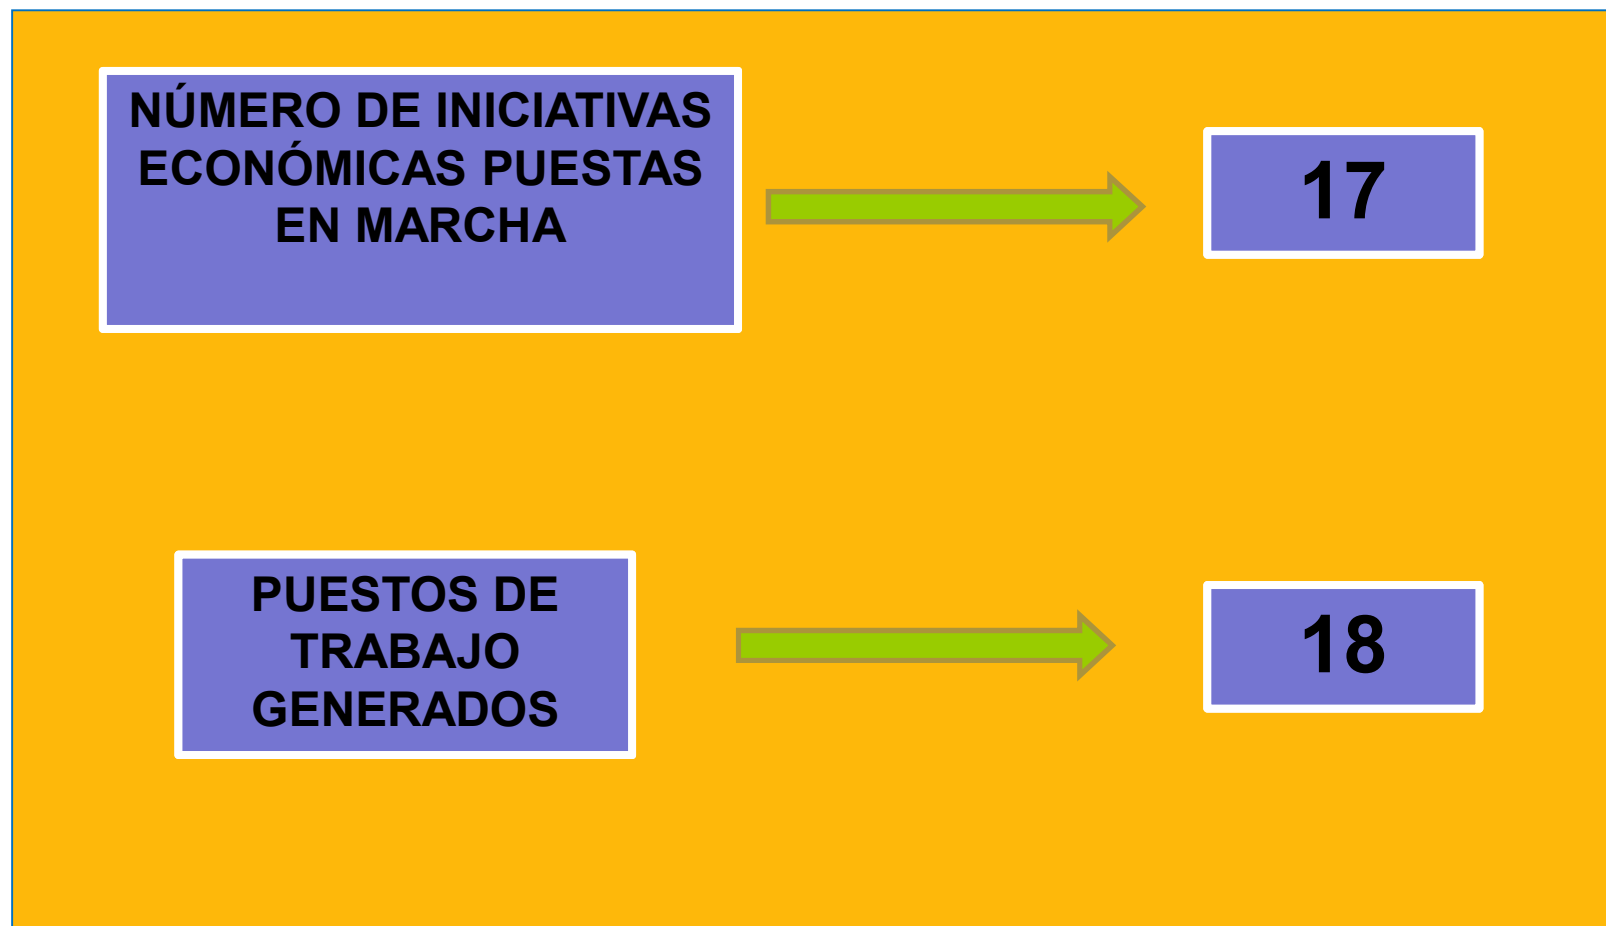 NÚMERO DE INICIATIVAS
ECONÓMICAS PUESTAS
EN MARCHA
17
PUESTOS DE
TRABAJO
GENERADOS
18